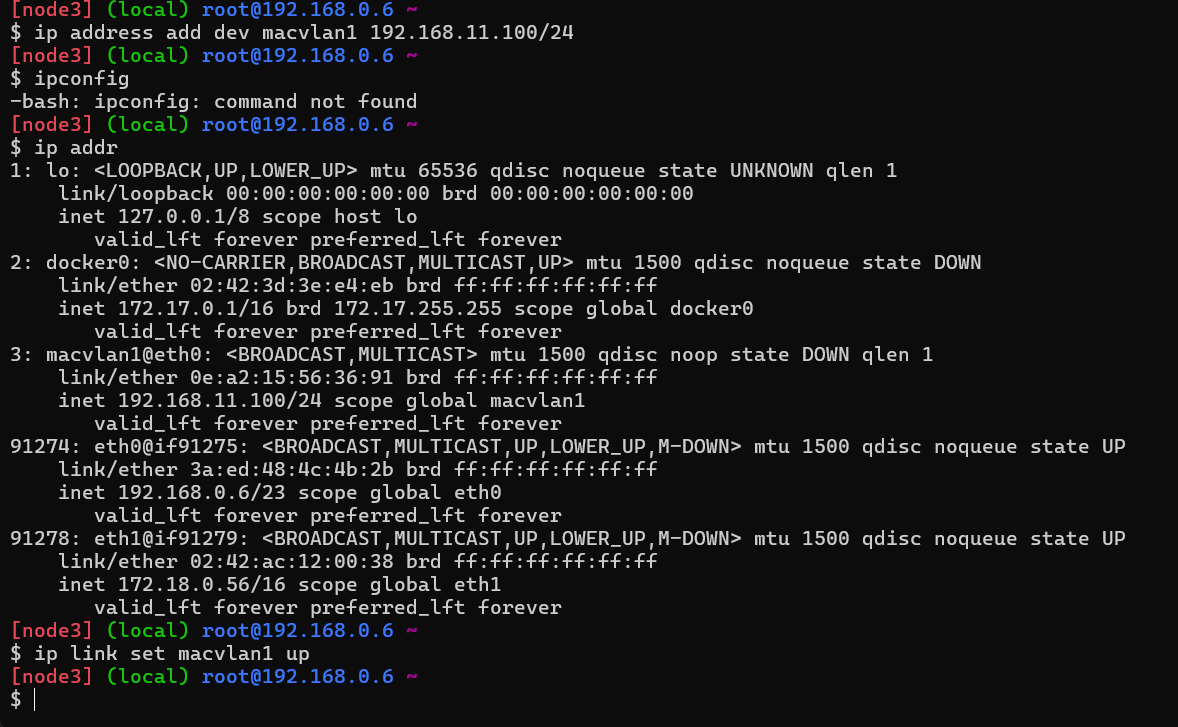 [node3] (local) root@192.168.0.6 ~
$ ip address add dev macvlan1 192.168.11.100/24
[node3] (local) root@192.168.0.6 ~
$ ipconfig
-bash: ipconfig: command not found
[node3] (local) root@192.168.0.6 ~
$ ip addr
1: lo: <LOOPBACK,UP,LOWER_UP> mtu 65536 qdisc noqueue state UNKNOWN qlen 1
    link/loopback 00:00:00:00:00:00 brd 00:00:00:00:00:00
    inet 127.0.0.1/8 scope host lo
       valid_lft forever preferred_lft forever
2: docker0: <NO-CARRIER,BROADCAST,MULTICAST,UP> mtu 1500 qdisc noqueue state DOWN
    link/ether 02:42:3d:3e:e4:eb brd ff:ff:ff:ff:ff:ff
    inet 172.17.0.1/16 brd 172.17.255.255 scope global docker0
       valid_lft forever preferred_lft forever
3: macvlan1@eth0: <BROADCAST,MULTICAST> mtu 1500 qdisc noop state DOWN qlen 1
    link/ether 0e:a2:15:56:36:91 brd ff:ff:ff:ff:ff:ff
    inet 192.168.11.100/24 scope global macvlan1
       valid_lft forever preferred_lft forever
91274: eth0@if91275: <BROADCAST,MULTICAST,UP,LOWER_UP,M-DOWN> mtu 1500 qdisc noqueue state UP
    link/ether 3a:ed:48:4c:4b:2b brd ff:ff:ff:ff:ff:ff
    inet 192.168.0.6/23 scope global eth0
       valid_lft forever preferred_lft forever
91278: eth1@if91279: <BROADCAST,MULTICAST,UP,LOWER_UP,M-DOWN> mtu 1500 qdisc noqueue state UP
    link/ether 02:42:ac:12:00:38 brd ff:ff:ff:ff:ff:ff
    inet 172.18.0.56/16 scope global eth1
       valid_lft forever preferred_lft forever
[node3] (local) root@192.168.0.6 ~
$ ip link set macvlan1 up
[node3] (local) root@192.168.0.6 ~
$